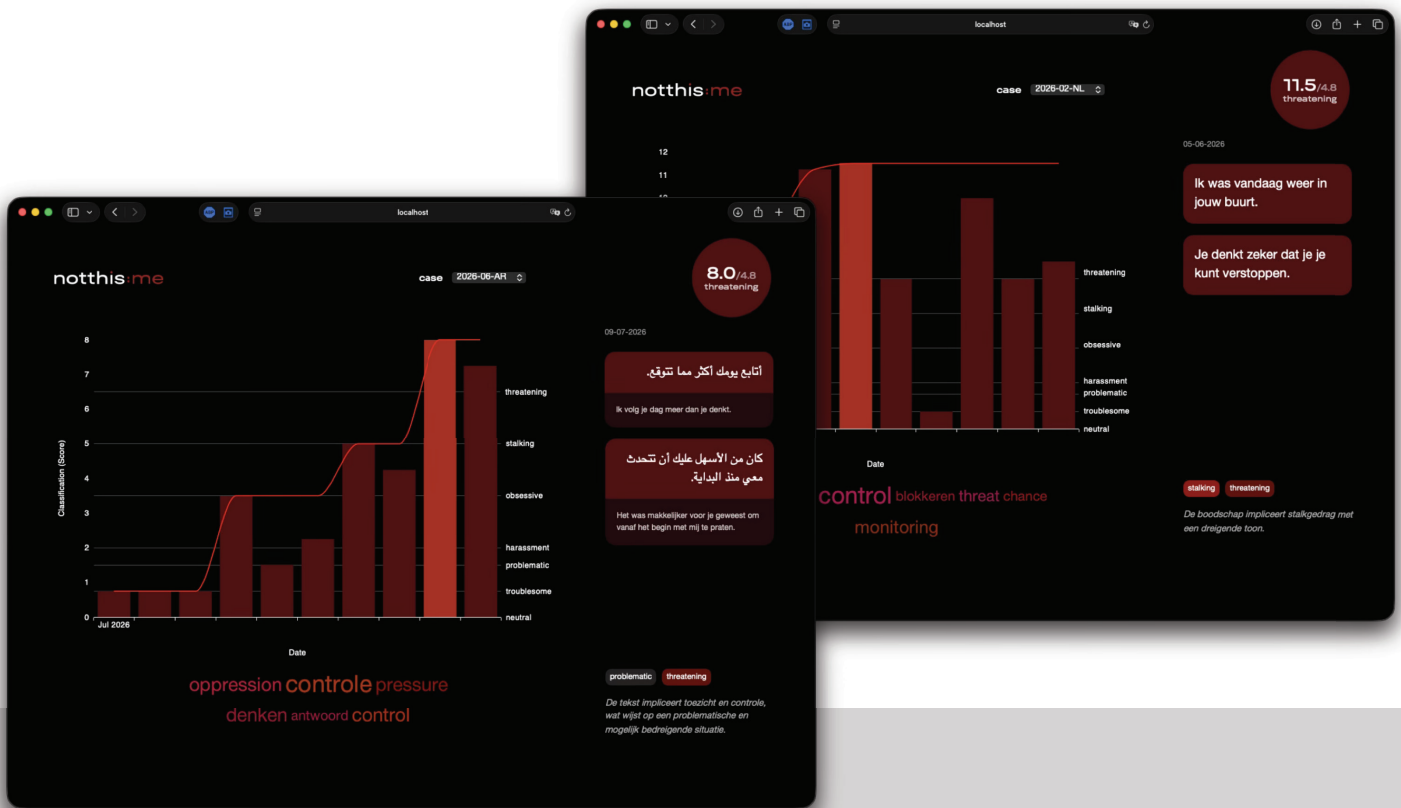 localhost
notthis:me
case 2026-02-NL
11.5/4.8
threatening
05-06-2026
Ik was vandaag weer in
jouw buurt.
Je denkt zeker dat je je
kunt verstoppen.
12
11
threatening
stalking
obsessive
harassment
problematic
troublesome
neutral
Date
control blokkeren threat chance
monitoring
stalking threatening
De boodschap impliceert stalkgedrag met
een dreigende toon.
localhost
notthis:me
case 2026-06-AR
8.0/4.8
threatening
09-07-2026
أتابع يومك أكثر مما تتوقع.
Ik volg je dag meer dan je denkt.
كان من الأسهل عليك أن تتحدث
معي منذ البداية.
Het was makkelijker voor je geweest om
vanaf het begin met mij te praten.
Classification (Score)
8
7
6
5
4
3
2
1
0
threatening
stalking
obsessive
harassment
problematic
troublesome
neutral
Jul 2026
Date
oppression controle pressure
denken antwoord control
problematic threatening
De tekst impliceert toezicht en controle,
wat wijst op een problematische en
mogelijk bedreigende situatie.